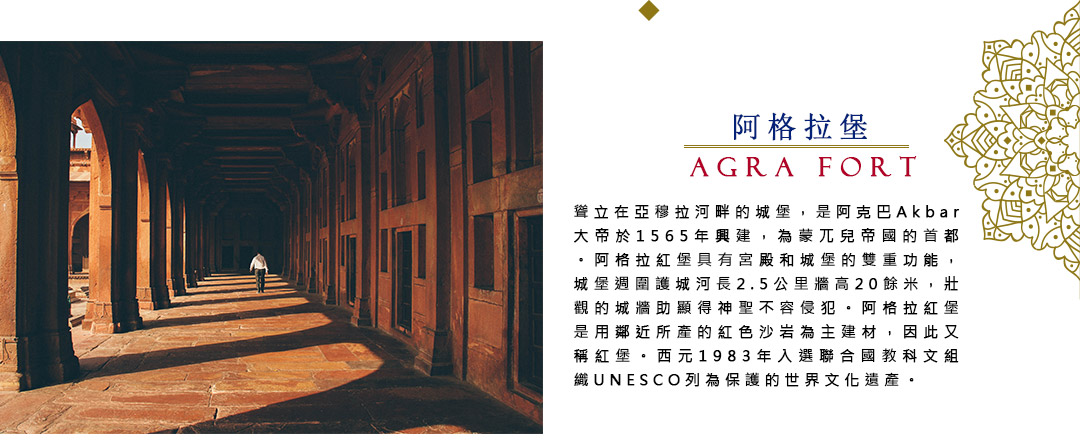 阿格拉堡
AGRA FORT
聳立在亞穆拉河畔的城堡，是阿克巴Akbar
大帝於1565年興建，為蒙兀兒帝國的首都
。阿格拉紅堡具有宮殿和城堡的雙重功能，
城堡週圍護城河長2.5公里牆高20餘米，壯
觀的城牆助顯得神聖不容侵犯。阿格拉紅堡
是用鄰近所產的紅色沙岩為主建材，因此又
稱紅堡。西元1983年入選聯合國教科文組
織UNESCO列為保護的世界文化遺產。